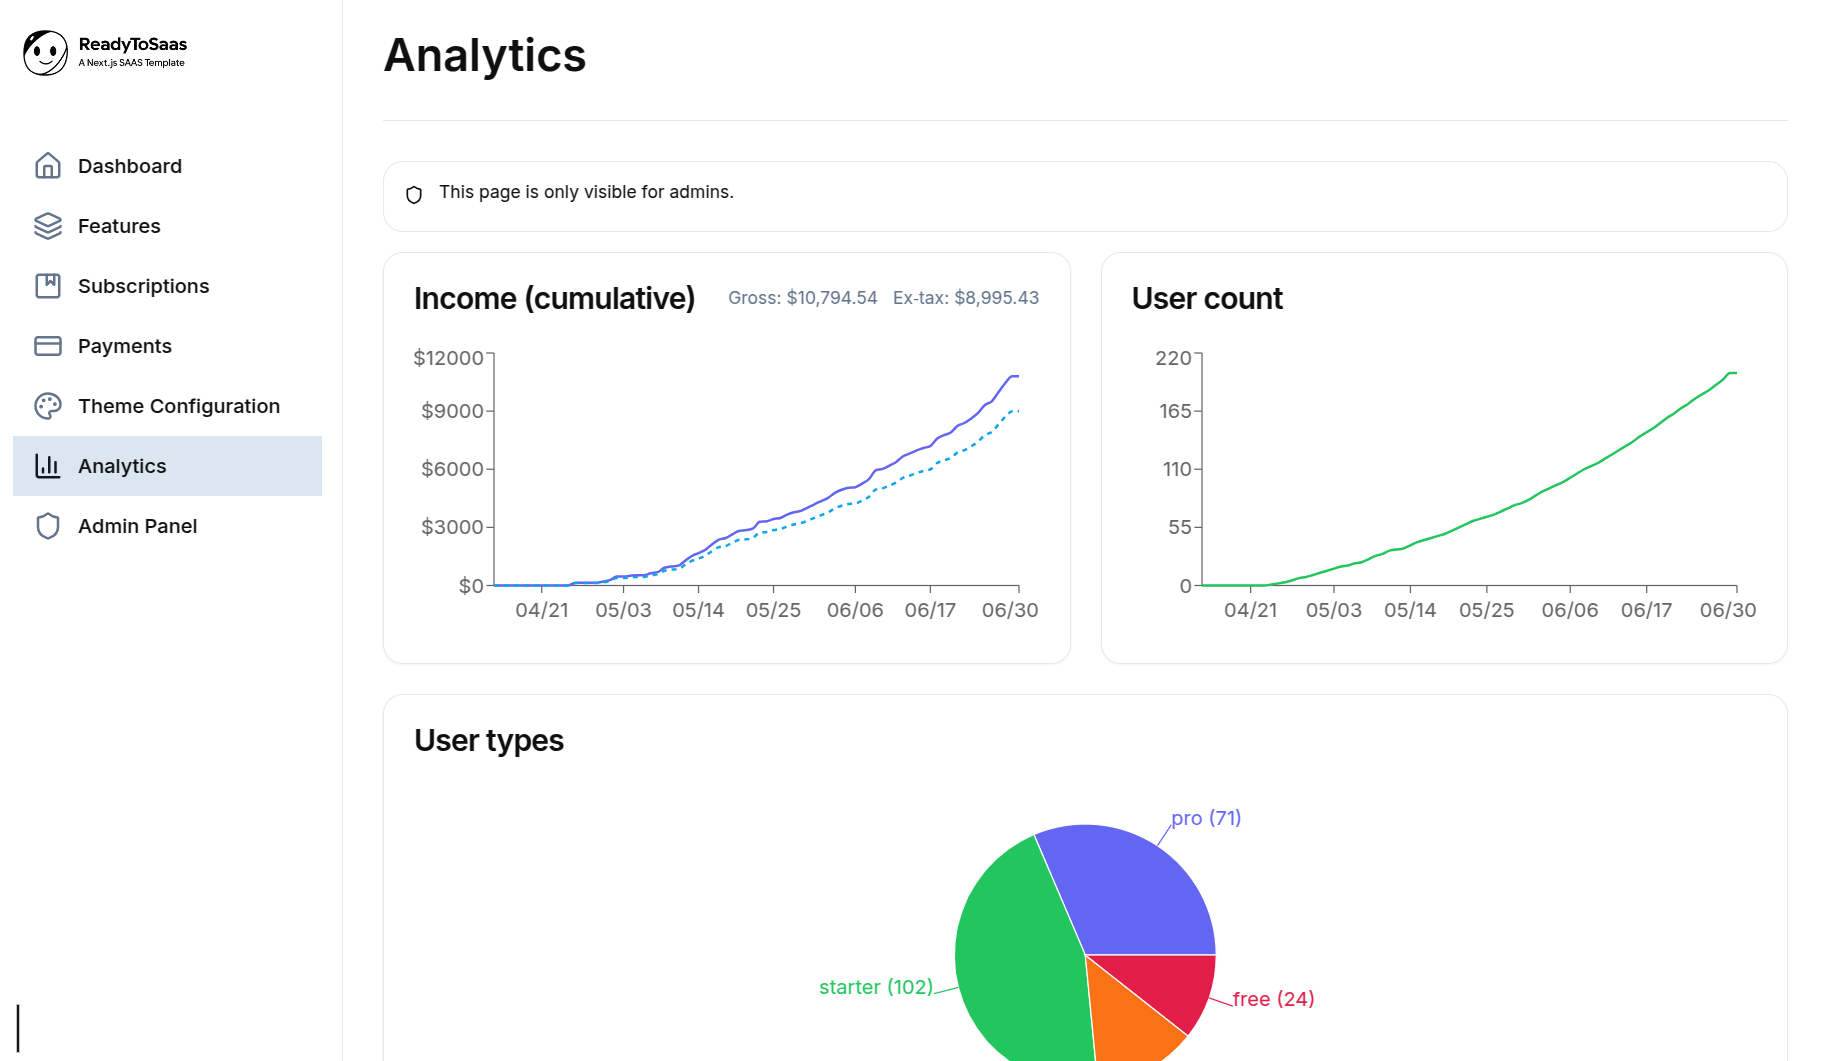 ReadyToSaas
A Next.js SAAS Template
Dashboard
Features
Subscriptions
Payments
Theme Configuration
Analytics
Admin Panel
Analytics
This page is only visible for admins.
Income (cumulative) Gross: $10,794.54 Ex-tax: $8,995.43
$12000
$9000
$6000
$3000
$0
04/21 05/03 05/14 05/25 06/06 06/17 06/30
User count
220
165
110
55
0
04/21 05/03 05/14 05/25 06/06 06/17 06/30
User types
pro (71)
starter (102)
free (24)